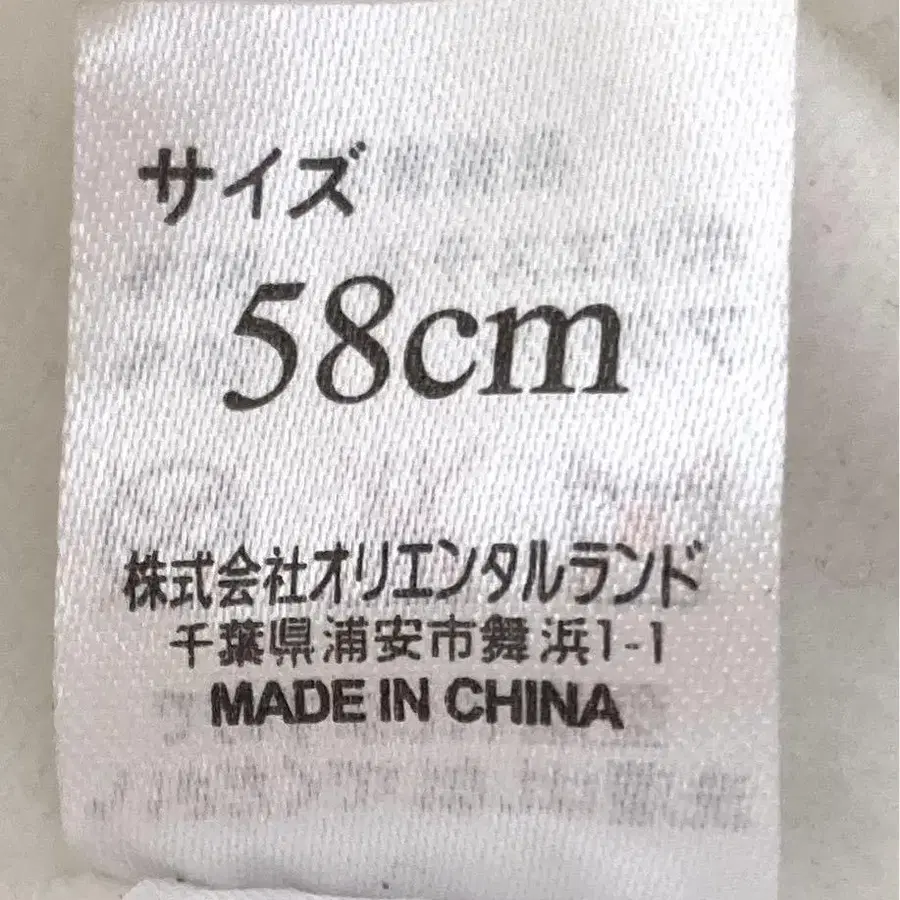 サイズ
58cm
株式会社オリエンタルランド
千葉県浦安市舞浜1-1
MADE IN CHINA